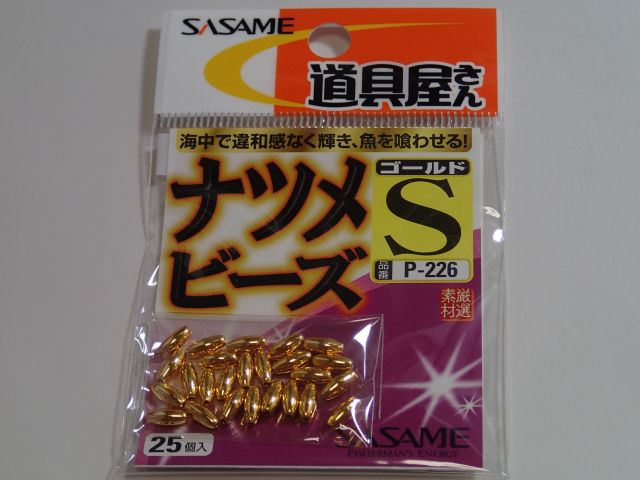 SASAME
道具屋さん
海中で違和感なく輝き、魚を喰わせる!
ナツメ
ビーズ
ゴールド
S
品番 P-226
厳選
素材
25個入
SASAME
FISHERMAN'S ENERGY